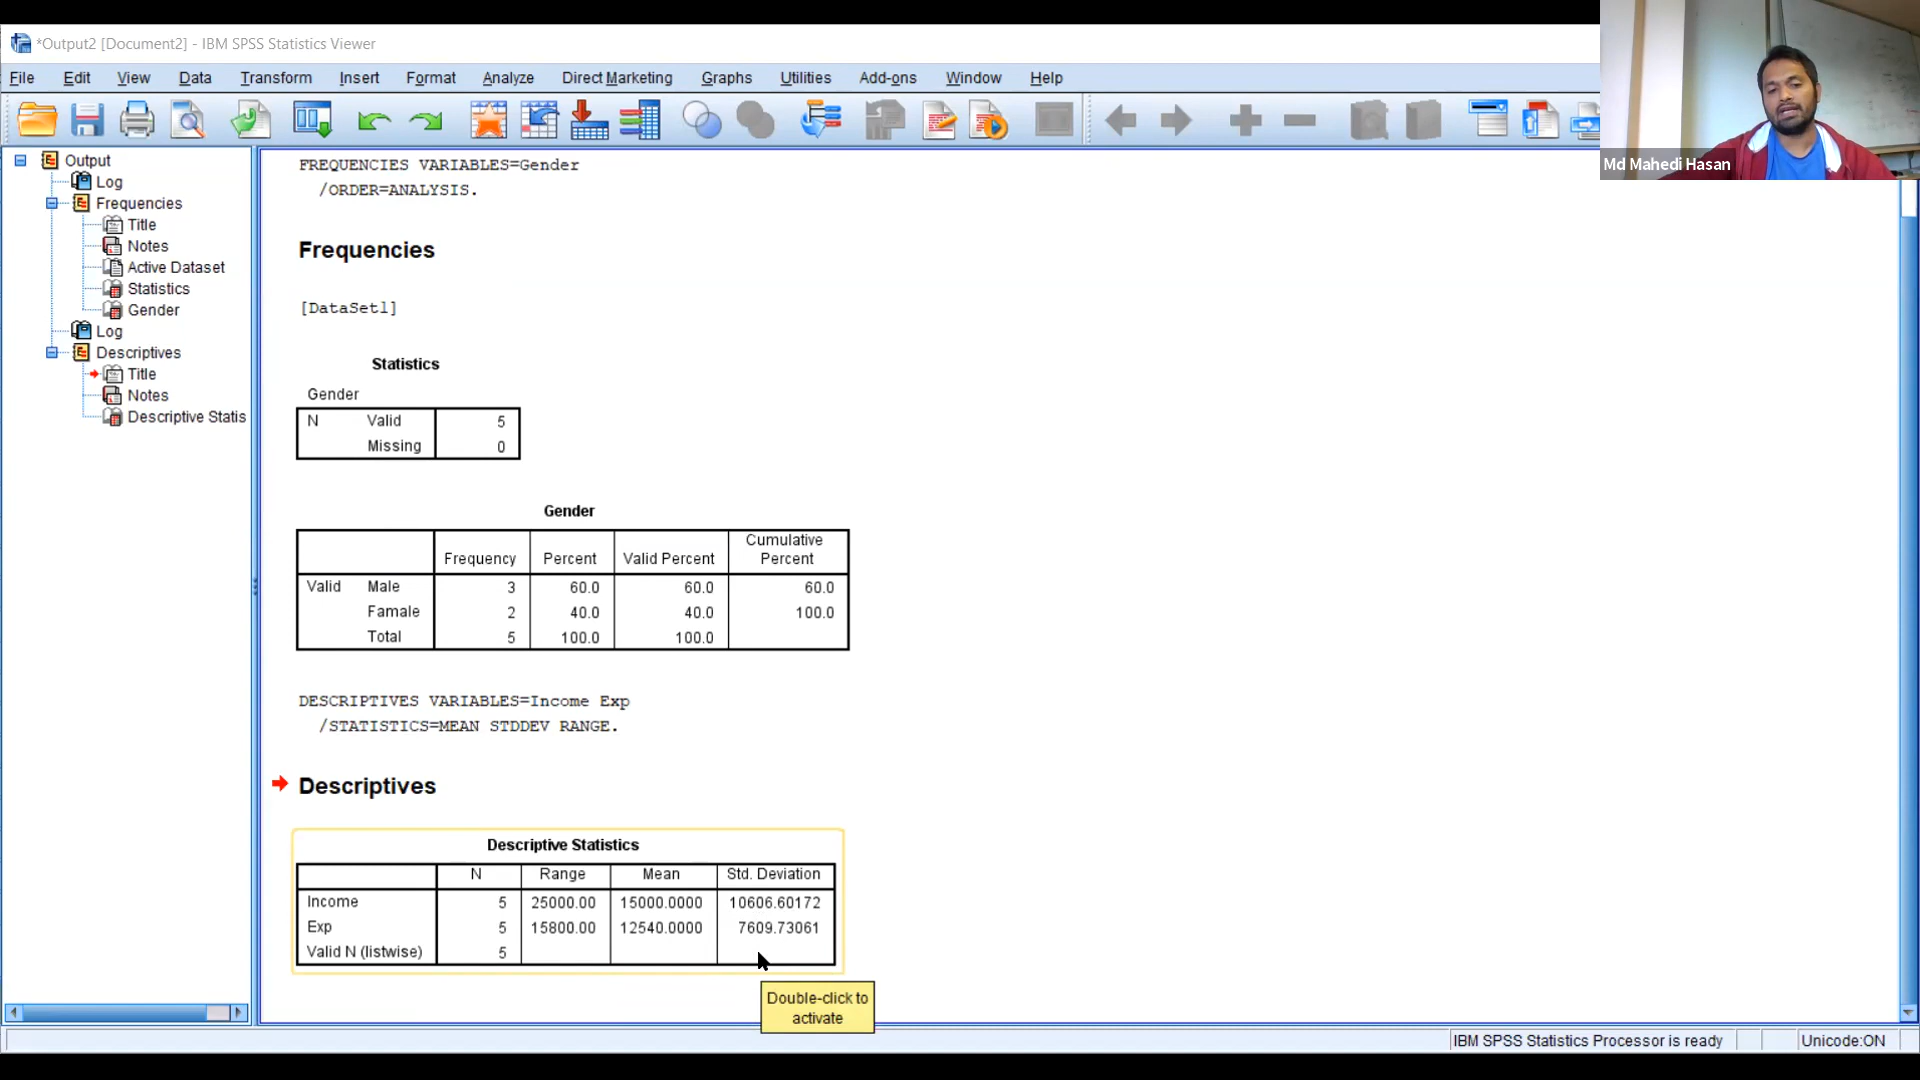 *Output2 [Document2] - IBM SPSS Statistics Viewer
File Edit View Data Transform Insert Format Analyze Direct Marketing Graphs Utilities Add-ons Window Help
Md Mahedi Hasan
Output
Log
Frequencies
Title
Notes
Active Dataset
Statistics
Gender
Log
Descriptives
Title
Notes
Descriptive Statis
FREQUENCIES VARIABLES=Gender
/ORDER=ANALYSIS.
Frequencies
[DataSet1]
Statistics
Gender
N Valid 5
Missing 0
Gender
Frequency Percent Valid Percent Cumulative Percent
Valid Male 3 60.0 60.0 60.0
Famale 2 40.0 40.0 100.0
Total 5 100.0 100.0
DESCRIPTIVES VARIABLES=Income Exp
/STATISTICS=MEAN STDDEV RANGE.
Descriptives
Descriptive Statistics
N Range Mean Std. Deviation
Income 5 25000.00 15000.0000 10606.60172
Exp 5 15800.00 12540.0000 7609.73061
Valid N (listwise) 5
Double-click to
activate
IBM SPSS Statistics Processor is ready Unicode:ON